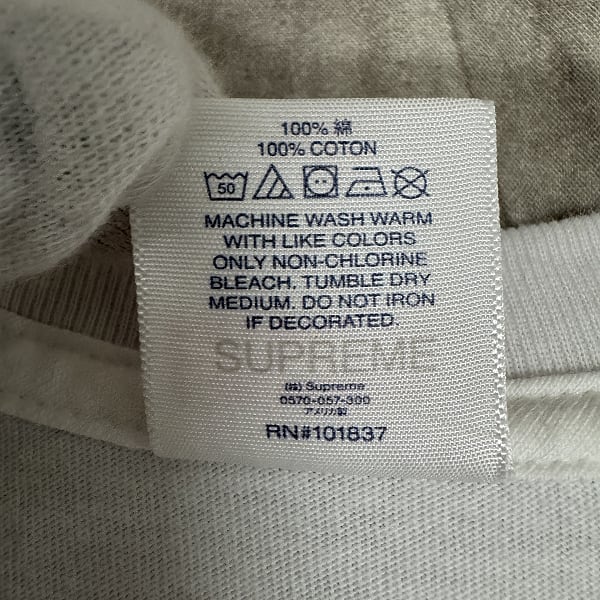 100% 綿
100% COTON
50
MACHINE WASH WARM
WITH LIKE COLORS
ONLY NON-CHLORINE
BLEACH. TUMBLE DRY
MEDIUM. DO NOT IRON
IF DECORATED.
SUPREME
(株) Supreme
0570-057-300
アメリカ製
RN#101837